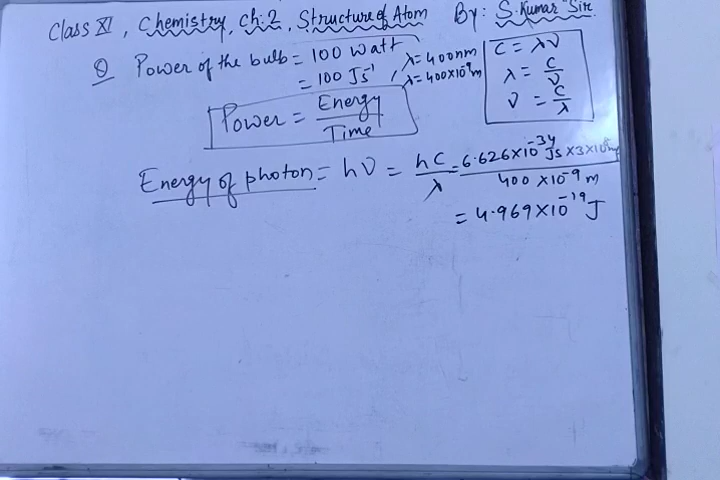 Class XI, Chemistry, Ch: 2, Structure of Atom By: S. Kumar Sir
Q Power of the bulb = 100 watt, λ = 400nm
= 100 Js⁻¹, λ = 400×10⁻⁹m
Power = Energy / Time
C = λν
λ = C/ν
ν = C/λ
Energy of photon = hν = hC/λ = 6.626×10⁻³⁴ Js × 3×10⁸ / 400 ×10⁻⁹ m
= 4.969×10⁻¹⁹ J